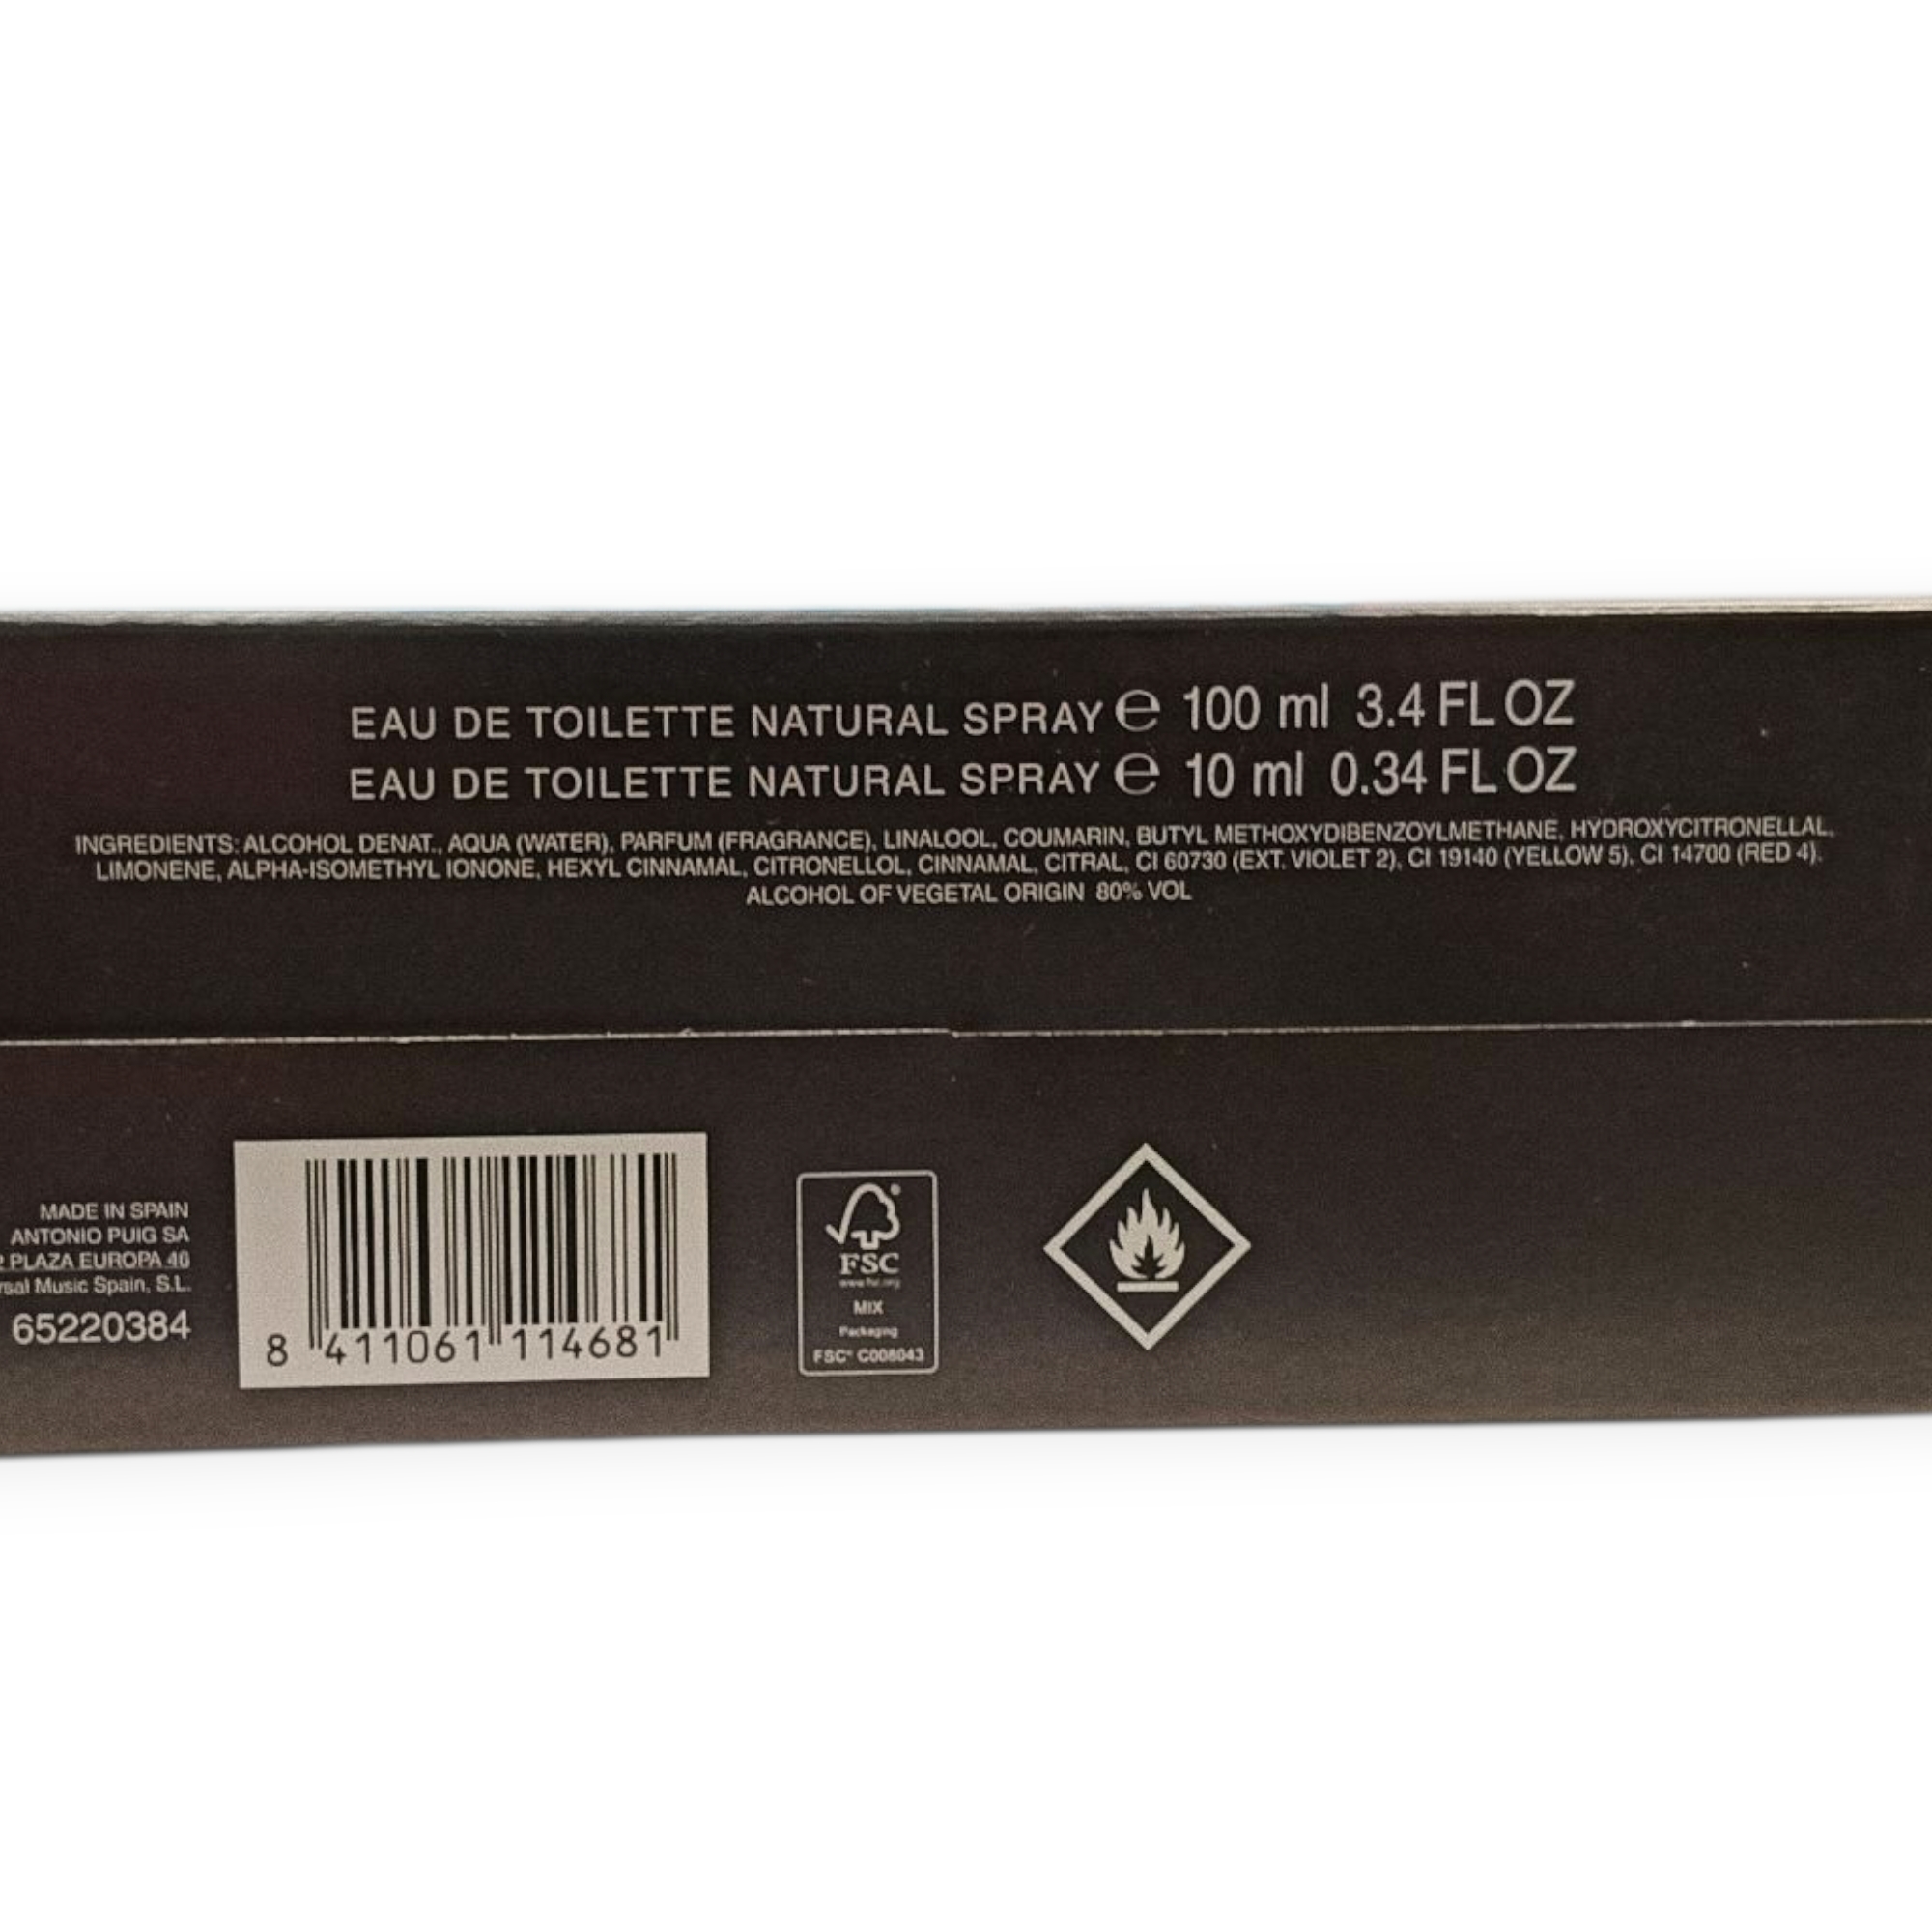 EAU DE TOILETTE NATURAL SPRAY ℮ 100 ml 3.4 FL OZ
EAU DE TOILETTE NATURAL SPRAY ℮ 10 ml 0.34 FL OZ
INGREDIENTS: ALCOHOL DENAT., AQUA (WATER), PARFUM (FRAGRANCE), LINALOOL, COUMARIN, BUTYL METHOXYDIBENZOYLMETHANE, HYDROXYCITRONELLAL,
LIMONENE, ALPHA-ISOMETHYL IONONE, HEXYL CINNAMAL, CITRONELLOL, CINNAMAL, CITRAL, CI 60730 (EXT. VIOLET 2), CI 19140 (YELLOW 5), CI 14700 (RED 4).
ALCOHOL OF VEGETAL ORIGIN 80% VOL
MADE IN SPAIN
ANTONIO PUIG SA
PLAZA EUROPA 46
Music Spain, S.L.
65220384
8 411061 114681
FSC
www.fsc.org
MIX
Packaging
FSC® C008043